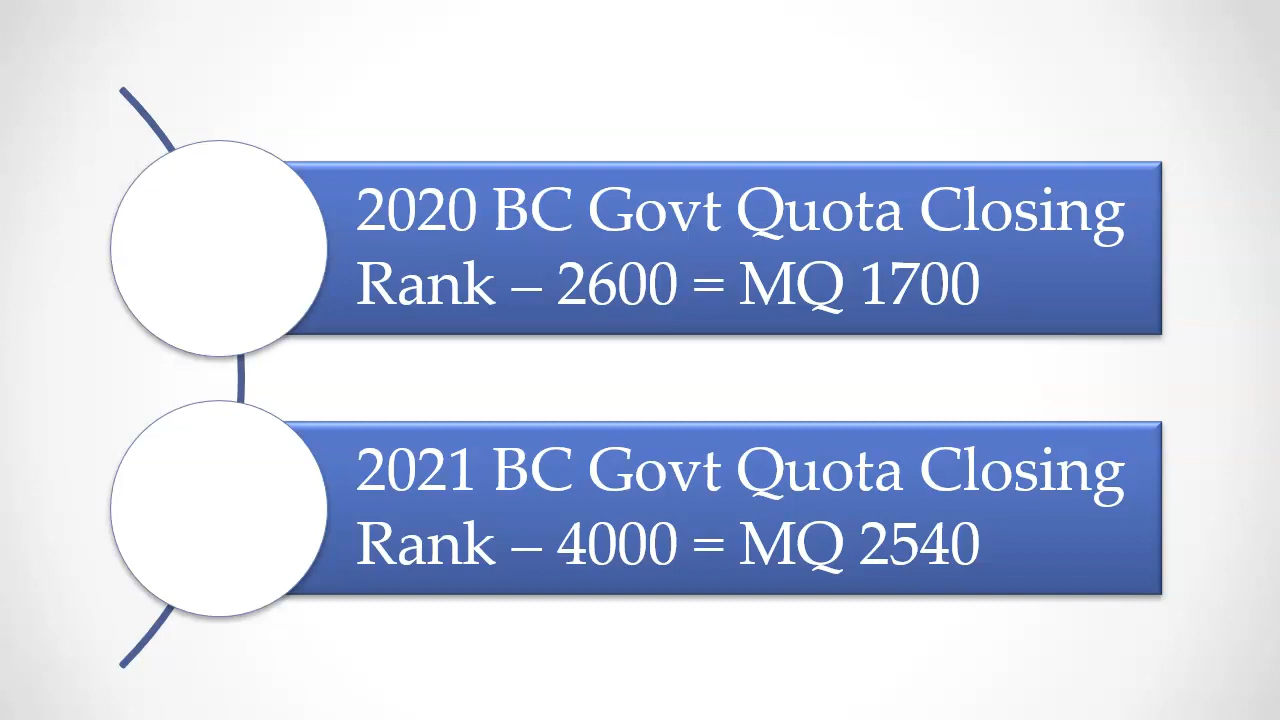 2020 BC Govt Quota Closing
Rank – 2600 = MQ 1700
2021 BC Govt Quota Closing
Rank – 4000 = MQ 2540